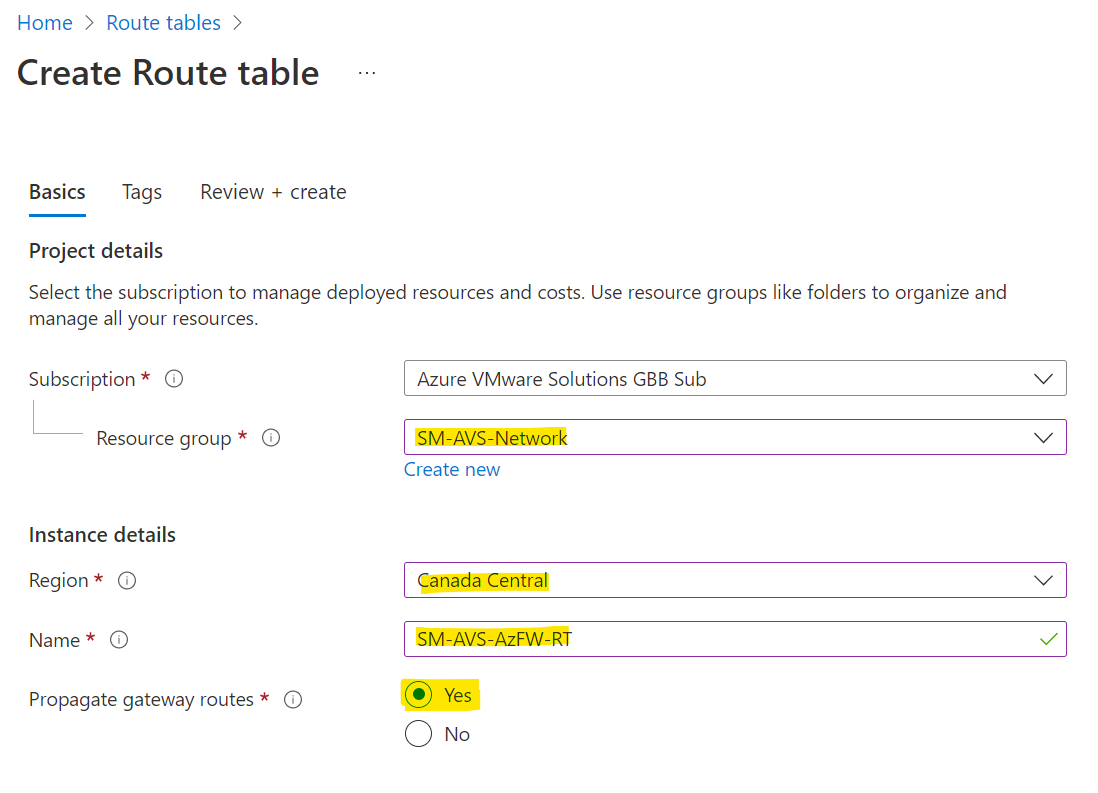 Home > Route tables >
Create Route table ...
Basics Tags Review + create
Project details
Select the subscription to manage deployed resources and costs. Use resource groups like folders to organize and
manage all your resources.
Subscription * Azure VMware Solutions GBB Sub
Resource group * SM-AVS-Network
Create new
Instance details
Region * Canada Central
Name * SM-AVS-AzFW-RT
Propagate gateway routes * Yes
No